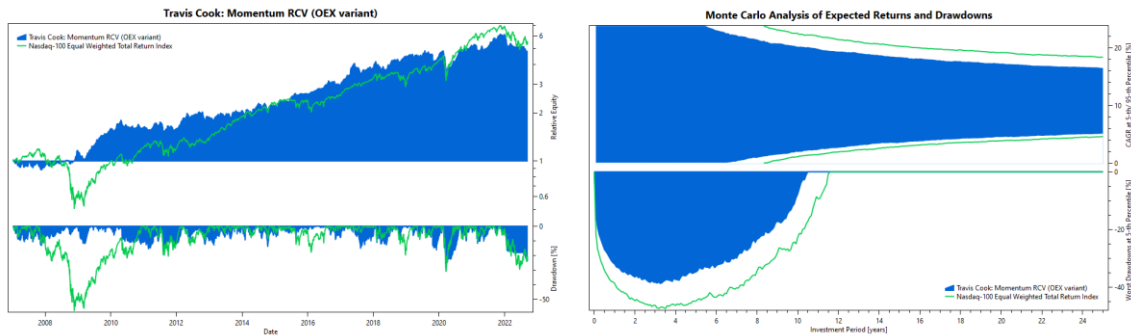 Travis Cook: Momentum RCV (OEX variant)
Travis Cook: Momentum RCV (OEX variant)
Nasdaq-100 Equal Weighted Total Return Index
6
3
2
1
0.6
Relative Equity
0
-50
Drawdown [%]
2008
2010
2012
2014
2016
2018
2020
2022
Date
Monte Carlo Analysis of Expected Returns and Drawdowns
20
10
0
CAGR at 5-th/ 95-th Percentile [%]
0
-20
-40
Worst Drawdowns at 5-th Percentile [%]
Travis Cook: Momentum RCV (OEX variant)
Nasdaq-100 Equal Weighted Total Return Index
0
2
4
6
8
10
12
14
16
18
20
22
24
Investment Period [years]